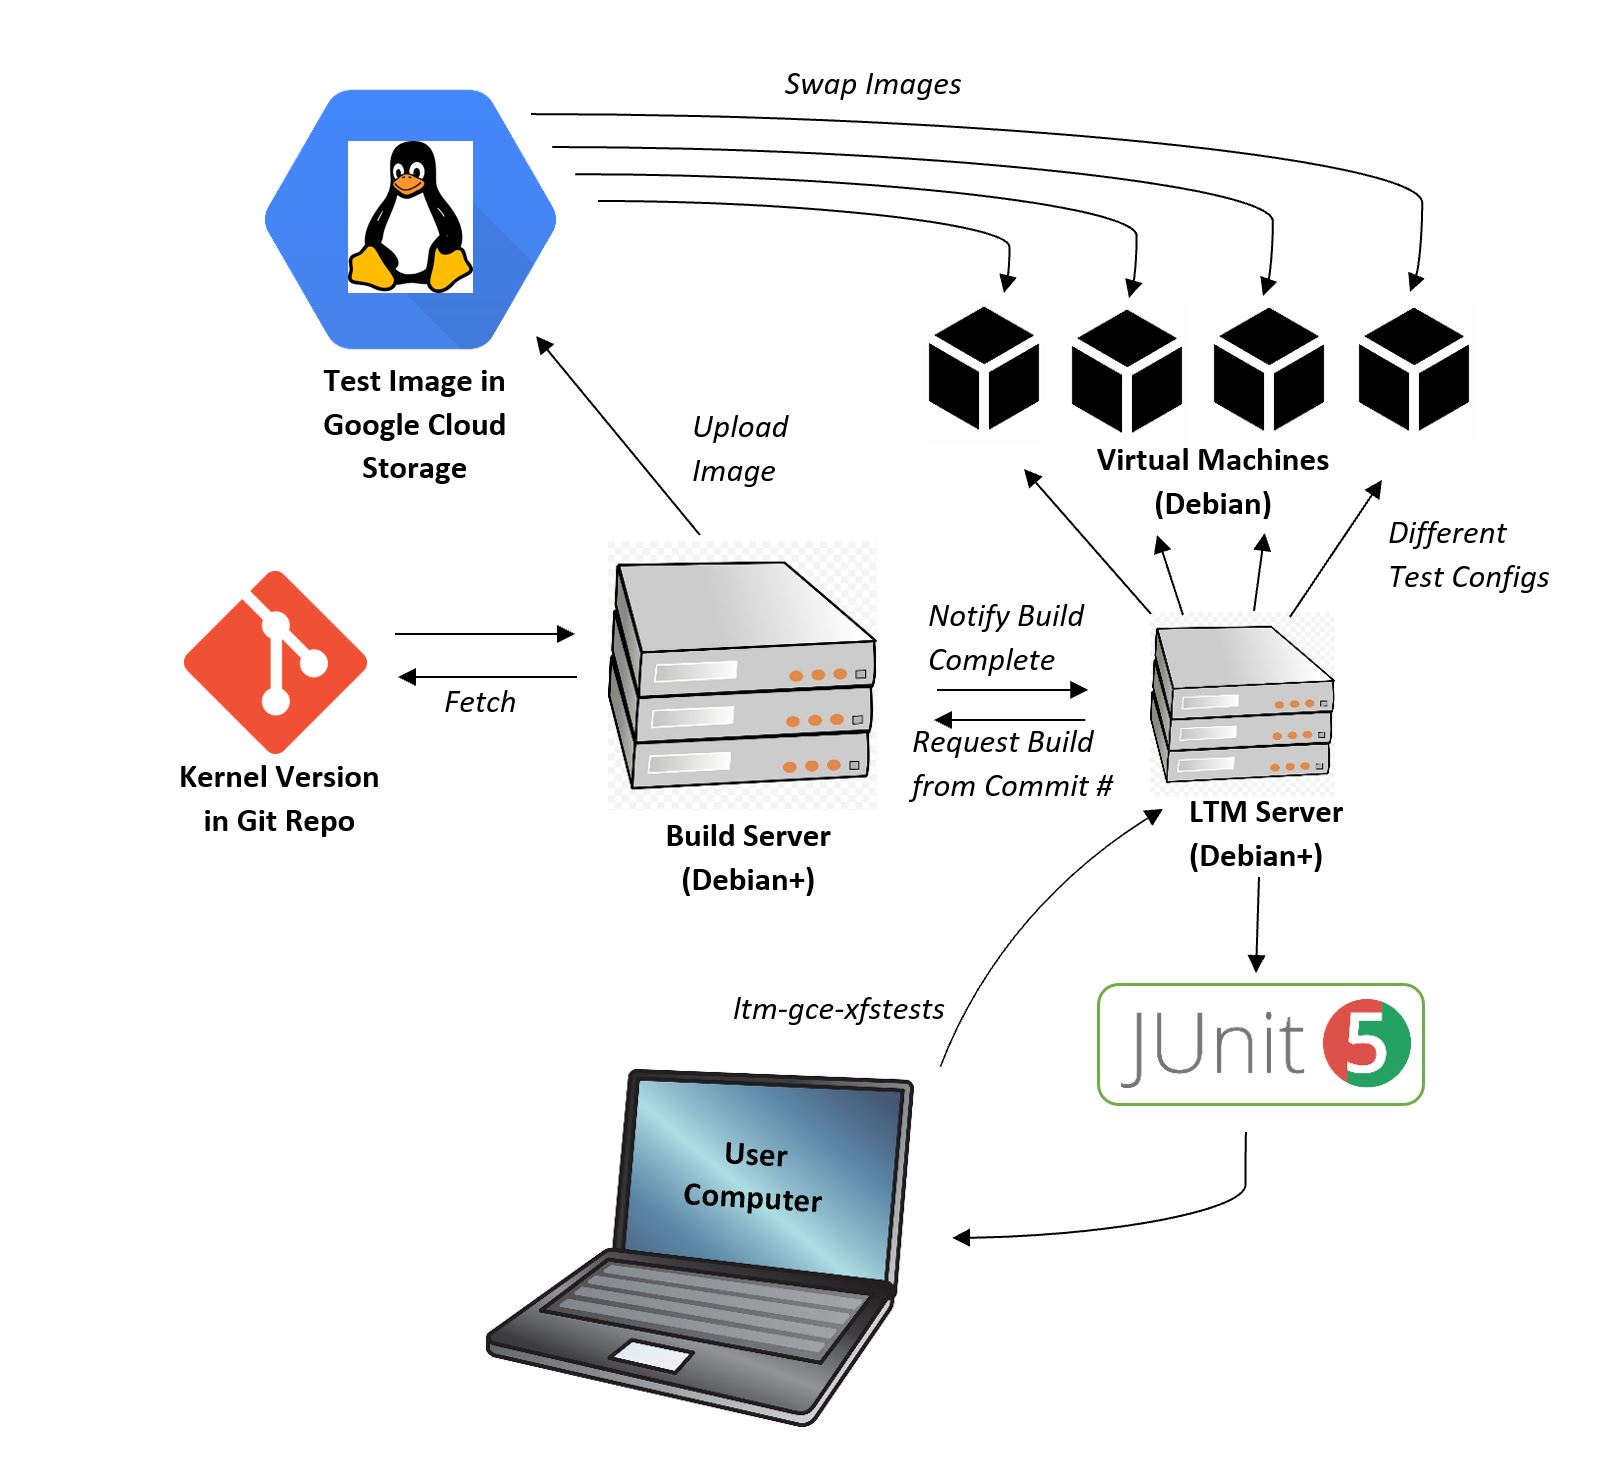 Swap Images
Test Image in
Google Cloud
Storage
Upload
Image
Virtual Machines
(Debian)
Different
Test Configs
Notify Build
Complete
Fetch
Request Build
from Commit #
Kernel Version
in Git Repo
Build Server
(Debian+)
LTM Server
(Debian+)
ltm-gce-xfstests
JUnit 5
User
Computer